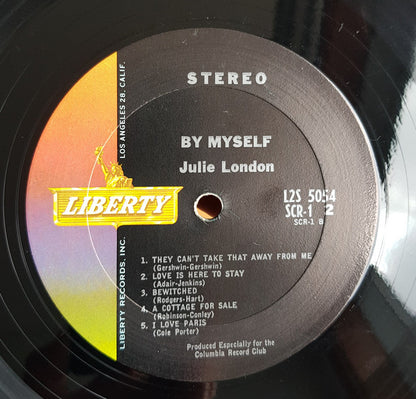 STEREO
BY MYSELF
Julie London
LIBERTY
L2S 5054
SCR-1 2
SCR-1 B
1. THEY CAN'T TAKE THAT AWAY FROM ME
(Gershwin-Gershwin)
2. LOVE IS HERE TO STAY
(Adair-Jenkins)
3. BEWITCHED
(Rodgers-Hart)
4. A COTTAGE FOR SALE
(Robinson-Conley)
5. I LOVE PARIS
(Cole Porter)
Produced Especially for the
Columbia Record Club
LIBERTY RECORDS, INC.
LOS ANGELES 28, CALIF.